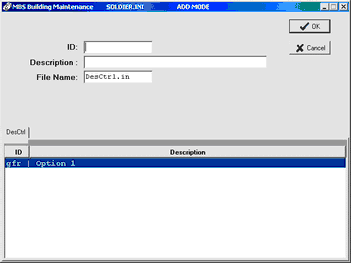 MBS Building Maintenance SOLDIER.INI ADD MODE
OK
ID:
Cancel
Description :
File Name: DesCtrl.in
DesCtrl
ID Description
gfr | Option 1